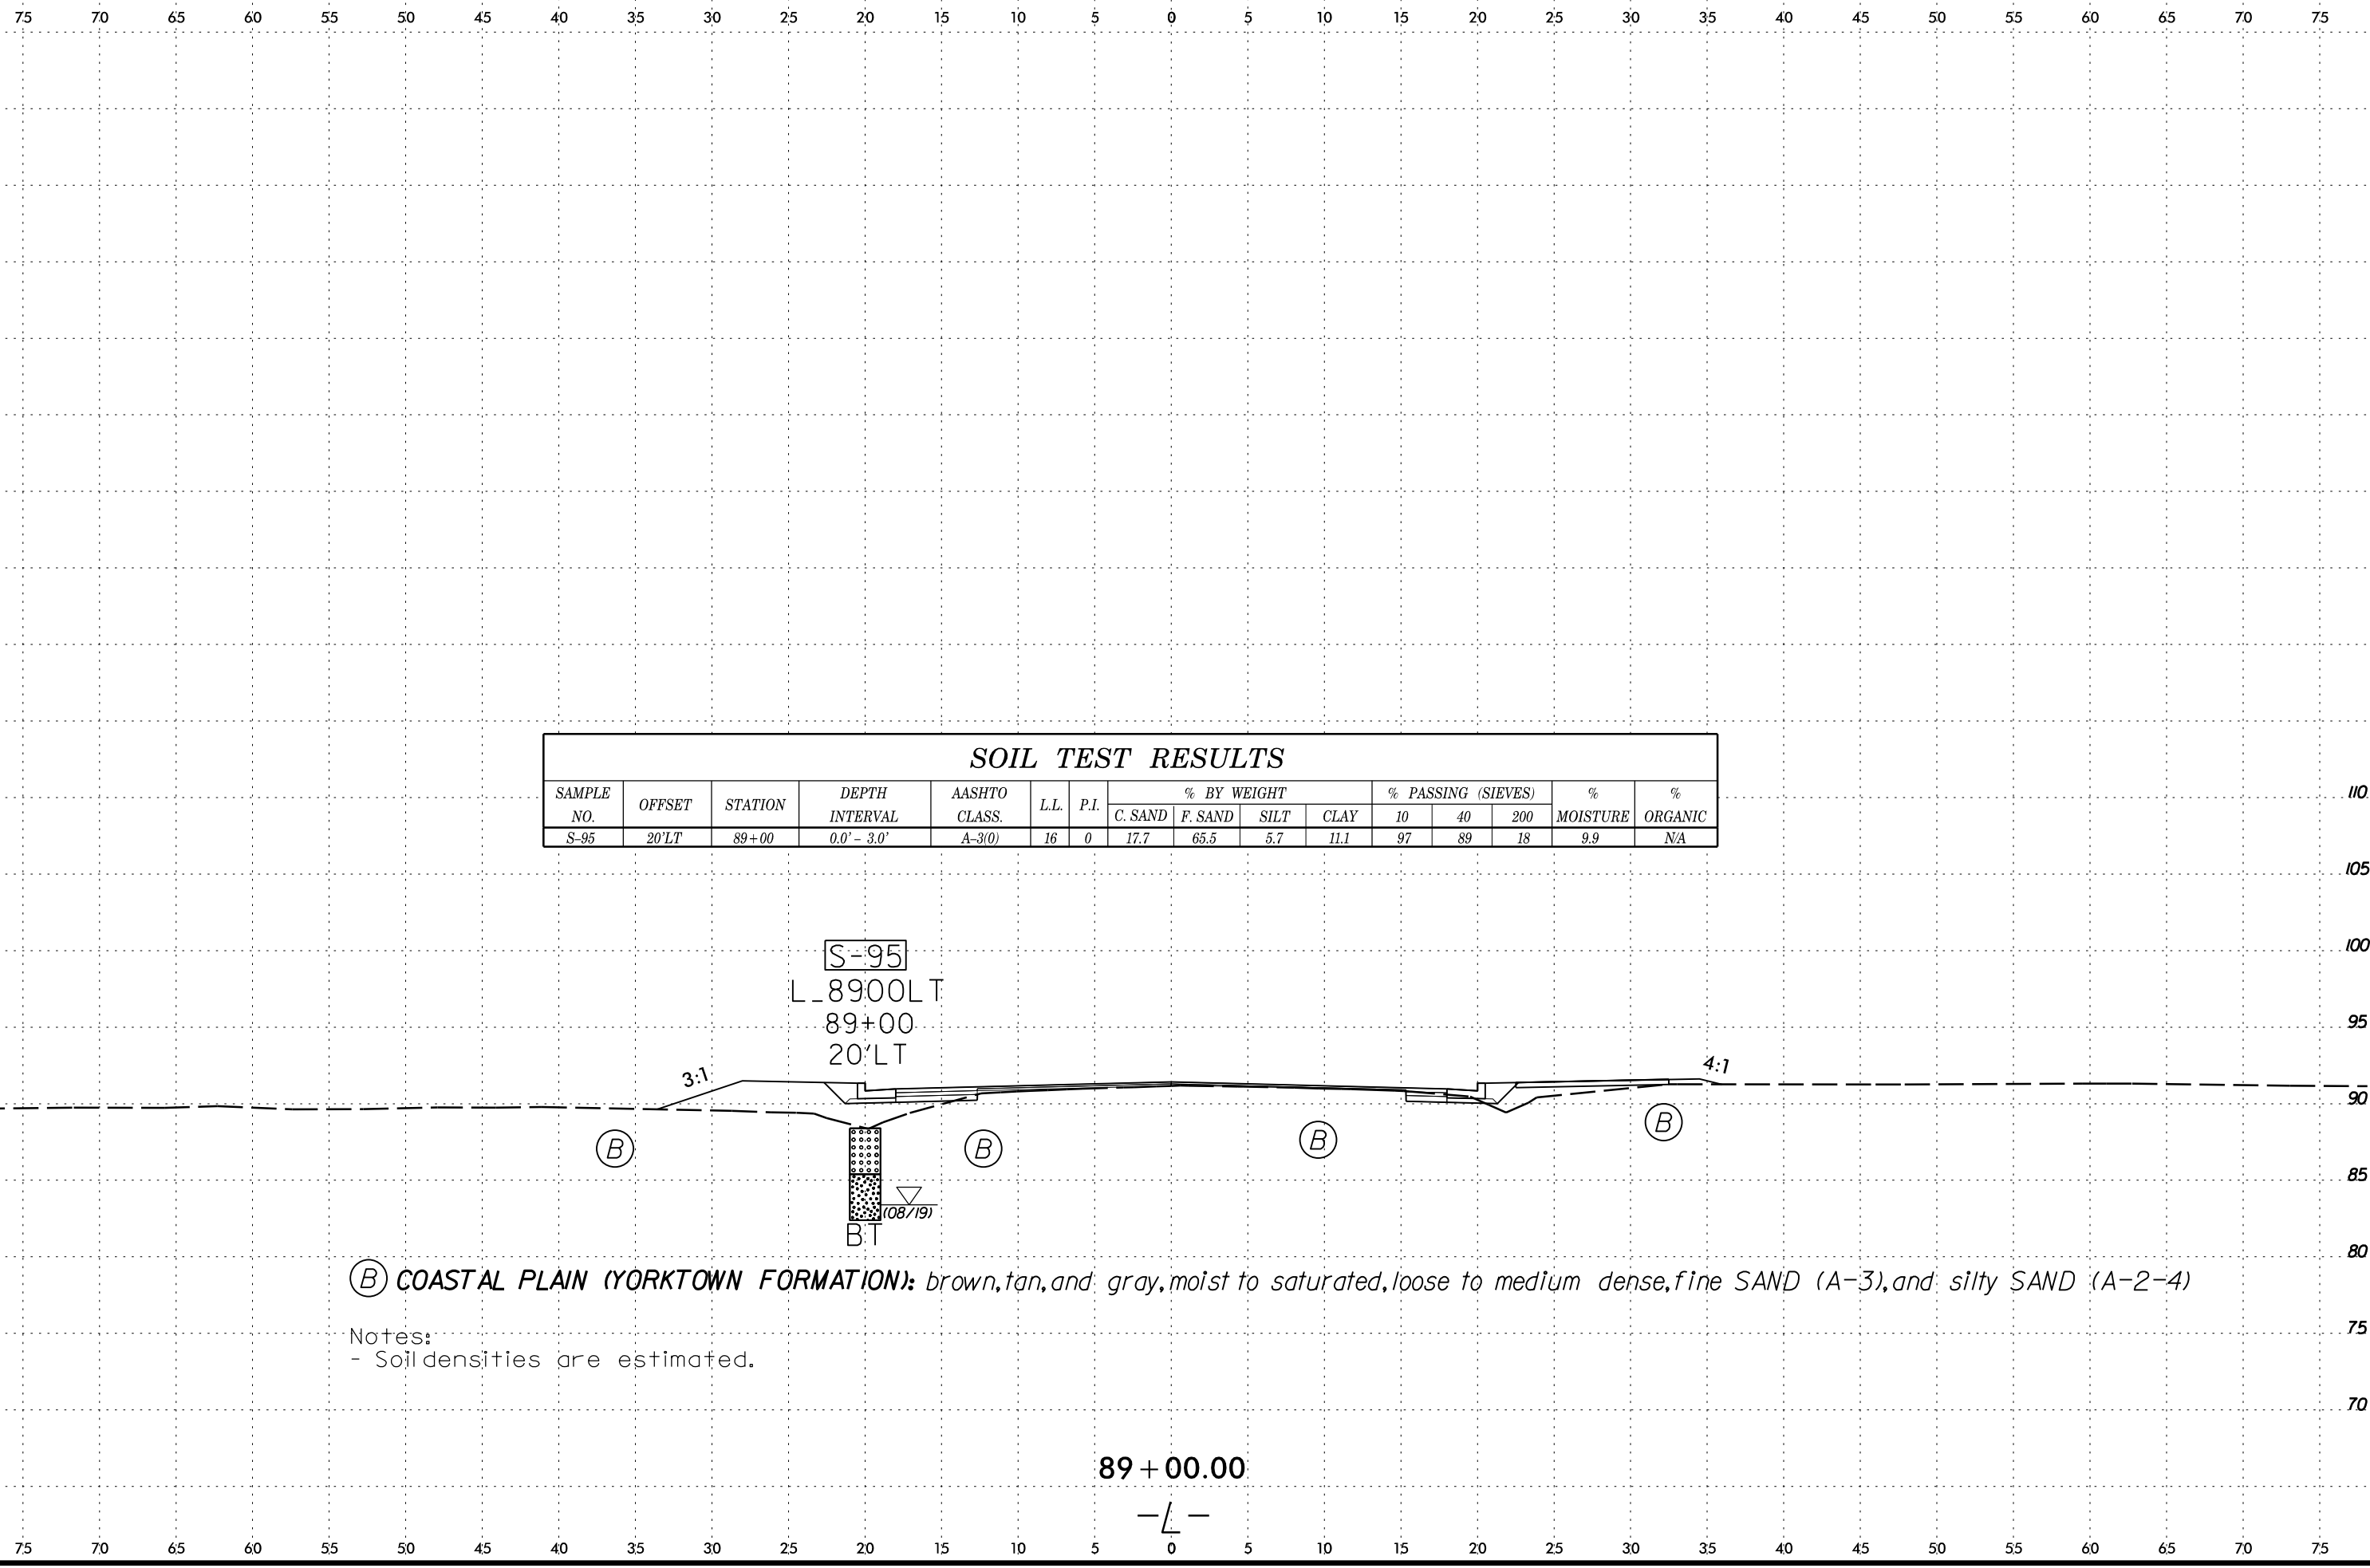 75 70 65 60 55 50 45 40 35 30 25 20 15 10 5 0 5 10 15 20 25 30 35 40 45 50 55 60 65 70 75
SOIL TEST RESULTS
SAMPLE NO. OFFSET STATION DEPTH INTERVAL AASHTO CLASS. L.L. P.I. % BY WEIGHT % PASSING (SIEVES) % MOISTURE % ORGANIC
C. SAND F. SAND SILT CLAY 10 40 200
S-95 20'LT 89+00 0.0' - 3.0' A-3(0) 16 0 17.7 65.5 5.7 11.1 97 89 18 9.9 N/A
110
105
100
S-95
L_8900LT
89+00
95
20'LT
3:1
4:1
90
B B B B
85
(08/19)
BT
80
B COASTAL PLAIN (YORKTOWN FORMATION): brown, tan, and gray, moist to saturated, loose to medium dense, fine SAND (A-3), and silty SAND (A-2-4)
75
Notes:
- Soil densities are estimated.
70
89+00.00
-L-
75 70 65 60 55 50 45 40 35 30 25 20 15 10 5 0 5 10 15 20 25 30 35 40 45 50 55 60 65 70 75